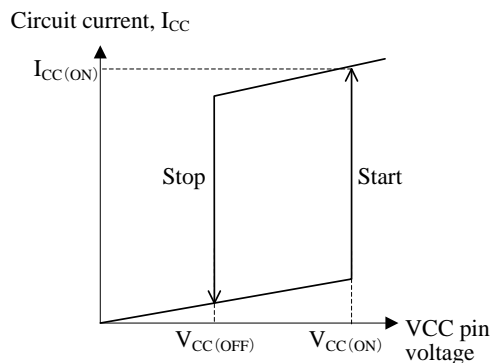 Circuit current, ICC
ICC(ON)
Stop
Start
VCC(OFF)
VCC(ON)
VCC pin
voltage